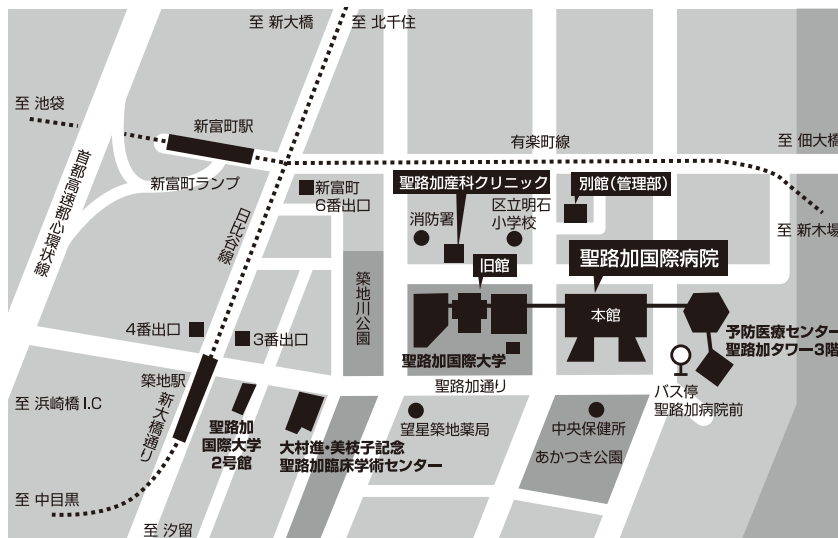 至 新大橋
至 北千住
至 池袋
新富町駅
有楽町線
至 佃大橋
首都高速都心環状線
新富町ランプ
日比谷線
新富町
6番出口
聖路加産科クリニック
別館(管理部)
消防署
区立明石
小学校
至 新木場
旧館
聖路加国際病院
築地川公園
本館
4番出口
3番出口
聖路加国際大学
予防医療センター
聖路加タワー3階
築地駅
新大橋通り
聖路加通り
バス停
聖路加病院前
至 浜崎橋 I.C
聖路加
国際大学
2号館
大村進・美枝子記念
聖路加臨床学術センター
望星築地薬局
中央保健所
あかつき公園
至 中目黒
至 汐留